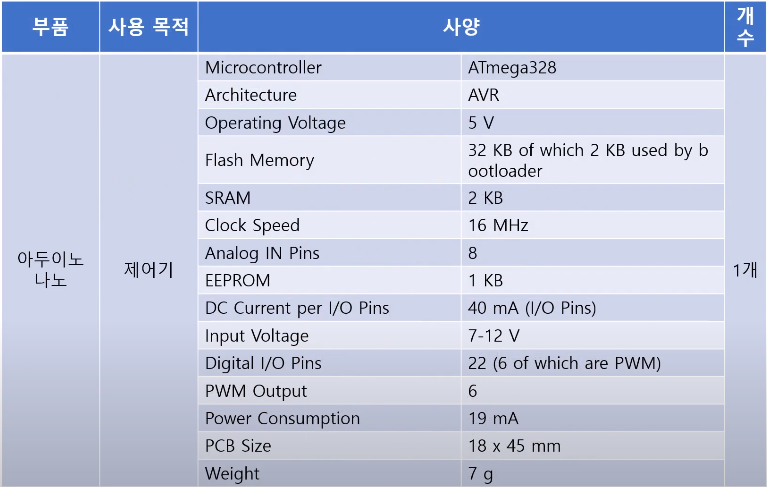 부품 사용 목적 사양 개
수
Microcontroller ATmega328
Architecture AVR
Operating Voltage 5 V
Flash Memory 32 KB of which 2 KB used by b
ootloader
SRAM 2 KB
Clock Speed 16 MHz
Analog IN Pins 8
아두이노
나노
제어기
EEPROM 1 KB
1개
DC Current per I/O Pins 40 mA (I/O Pins)
Input Voltage 7-12 V
Digital I/O Pins 22 (6 of which are PWM)
PWM Output 6
Power Consumption 19 mA
PCB Size 18 x 45 mm
Weight 7 g